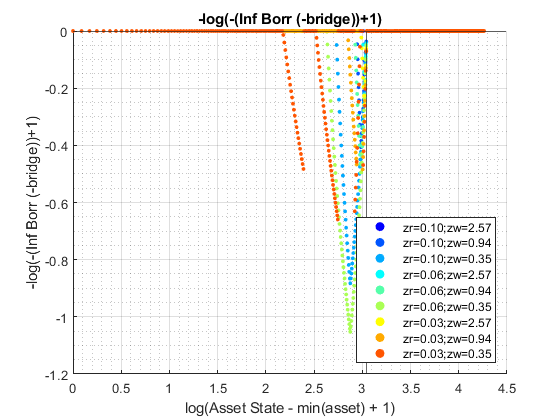 -log(-(Inf Borr (-bridge))+1)
0
-0.2
-0.4
-0.6
-0.8
-1
-1.2
-log(-(Inf Borr (-bridge))+1)
zr=0.10;zw=2.57
zr=0.10;zw=0.94
zr=0.10;zw=0.35
zr=0.06;zw=2.57
zr=0.06;zw=0.94
zr=0.06;zw=0.35
zr=0.03;zw=2.57
zr=0.03;zw=0.94
zr=0.03;zw=0.35
0 0.5 1 1.5 2 2.5 3 3.5 4 4.5
log(Asset State - min(asset) + 1)